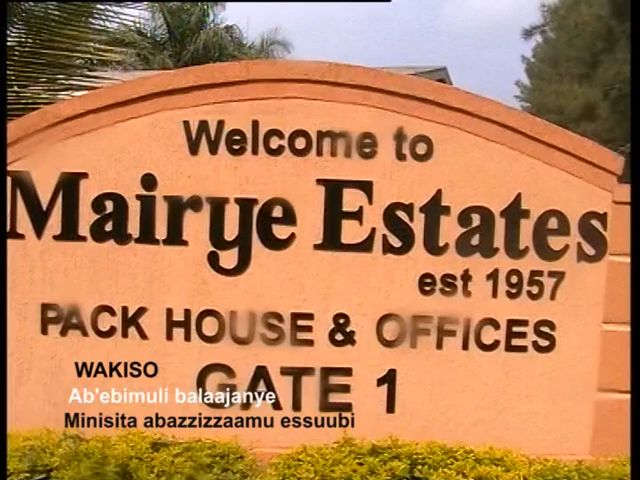 Welcome to
Mairye Estates
est 1957
PACK HOUSE & OFFICES
GATE 1
WAKISO
Ab'ebimuli balaajanye
Minisita abazzizzaamu essuubi